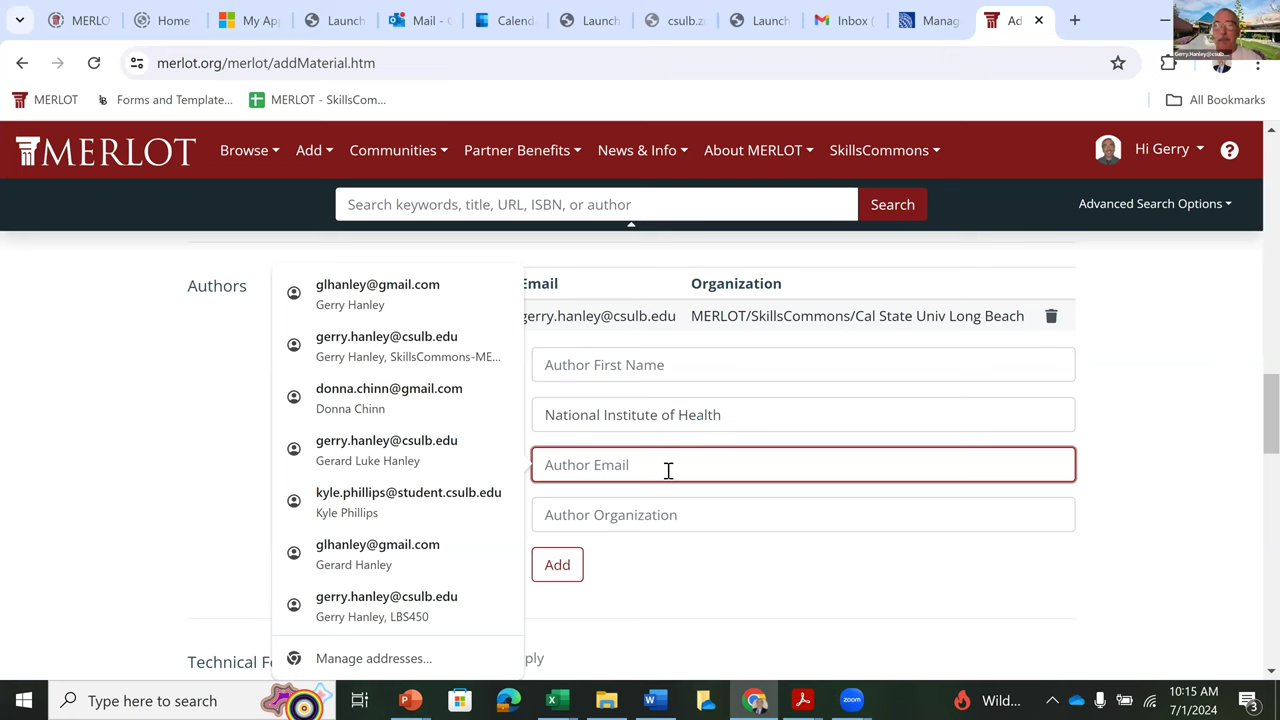 MERLO
Home
My Ap
Launch
Mail - 
Calend
Launch
csulb.z
Launch
Inbox (
Manag
Ad
merlot.org/merlot/addMaterial.htm
Gerry.Hanley@csulb...
MERLOT
Forms and Template...
MERLOT - SkillsCom...
All Bookmarks
MERLOT
Browse
Add
Communities
Partner Benefits
News & Info
About MERLOT
SkillsCommons
Hi Gerry
?
Search keywords, title, URL, ISBN, or author
Search
Advanced Search Options
Authors
Email
Organization
gerry.hanley@csulb.edu
MERLOT/SkillsCommons/Cal State Univ Long Beach
Author First Name
National Institute of Health
Author Email
Author Organization
Add
glhanley@gmail.com
Gerry Hanley
gerry.hanley@csulb.edu
Gerry Hanley, SkillsCommons-ME...
donna.chinn@gmail.com
Donna Chinn
gerry.hanley@csulb.edu
Gerard Luke Hanley
kyle.phillips@student.csulb.edu
Kyle Phillips
glhanley@gmail.com
Gerard Hanley
gerry.hanley@csulb.edu
Gerry Hanley, LBS450
Manage addresses...
Technical Fo
ply
Type here to search
Wild...
10:15 AM
7/1/2024
3